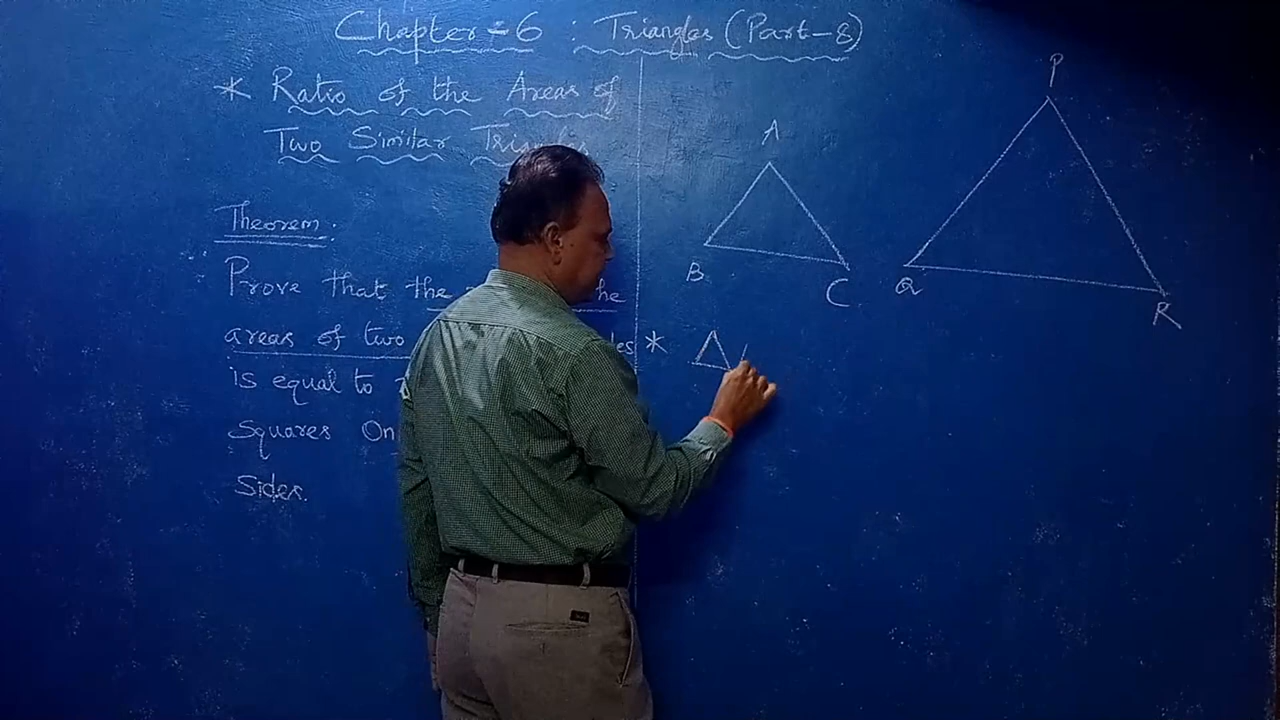 Chapter-6 : Triangles (Part-8)
* Ratio of the Areas of
Two Similar
Theorem:
Prove that the he
areas of two
is equal to
Squares On
Sides.
A
B
C
P
Q
R
* △